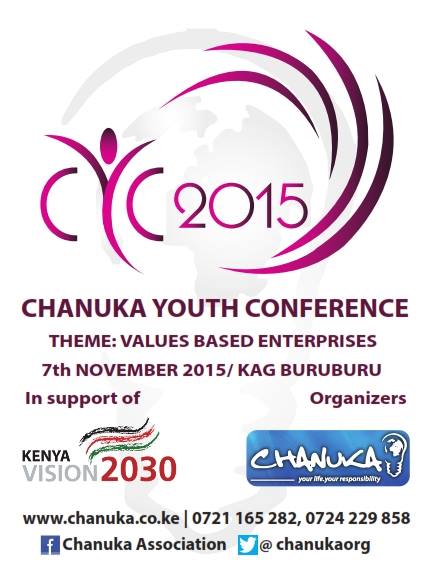 CYC 2015
CHANUKA YOUTH CONFERENCE
THEME: VALUES BASED ENTERPRISES
7th NOVEMBER 2015/ KAG BURUBURU
In support of
Organizers
KENYA
VISION 2030
CHANUKA
your life.your responsibility
www.chanuka.co.ke | 0721 165 282, 0724 229 858
f Chanuka Association @ chanukaorg